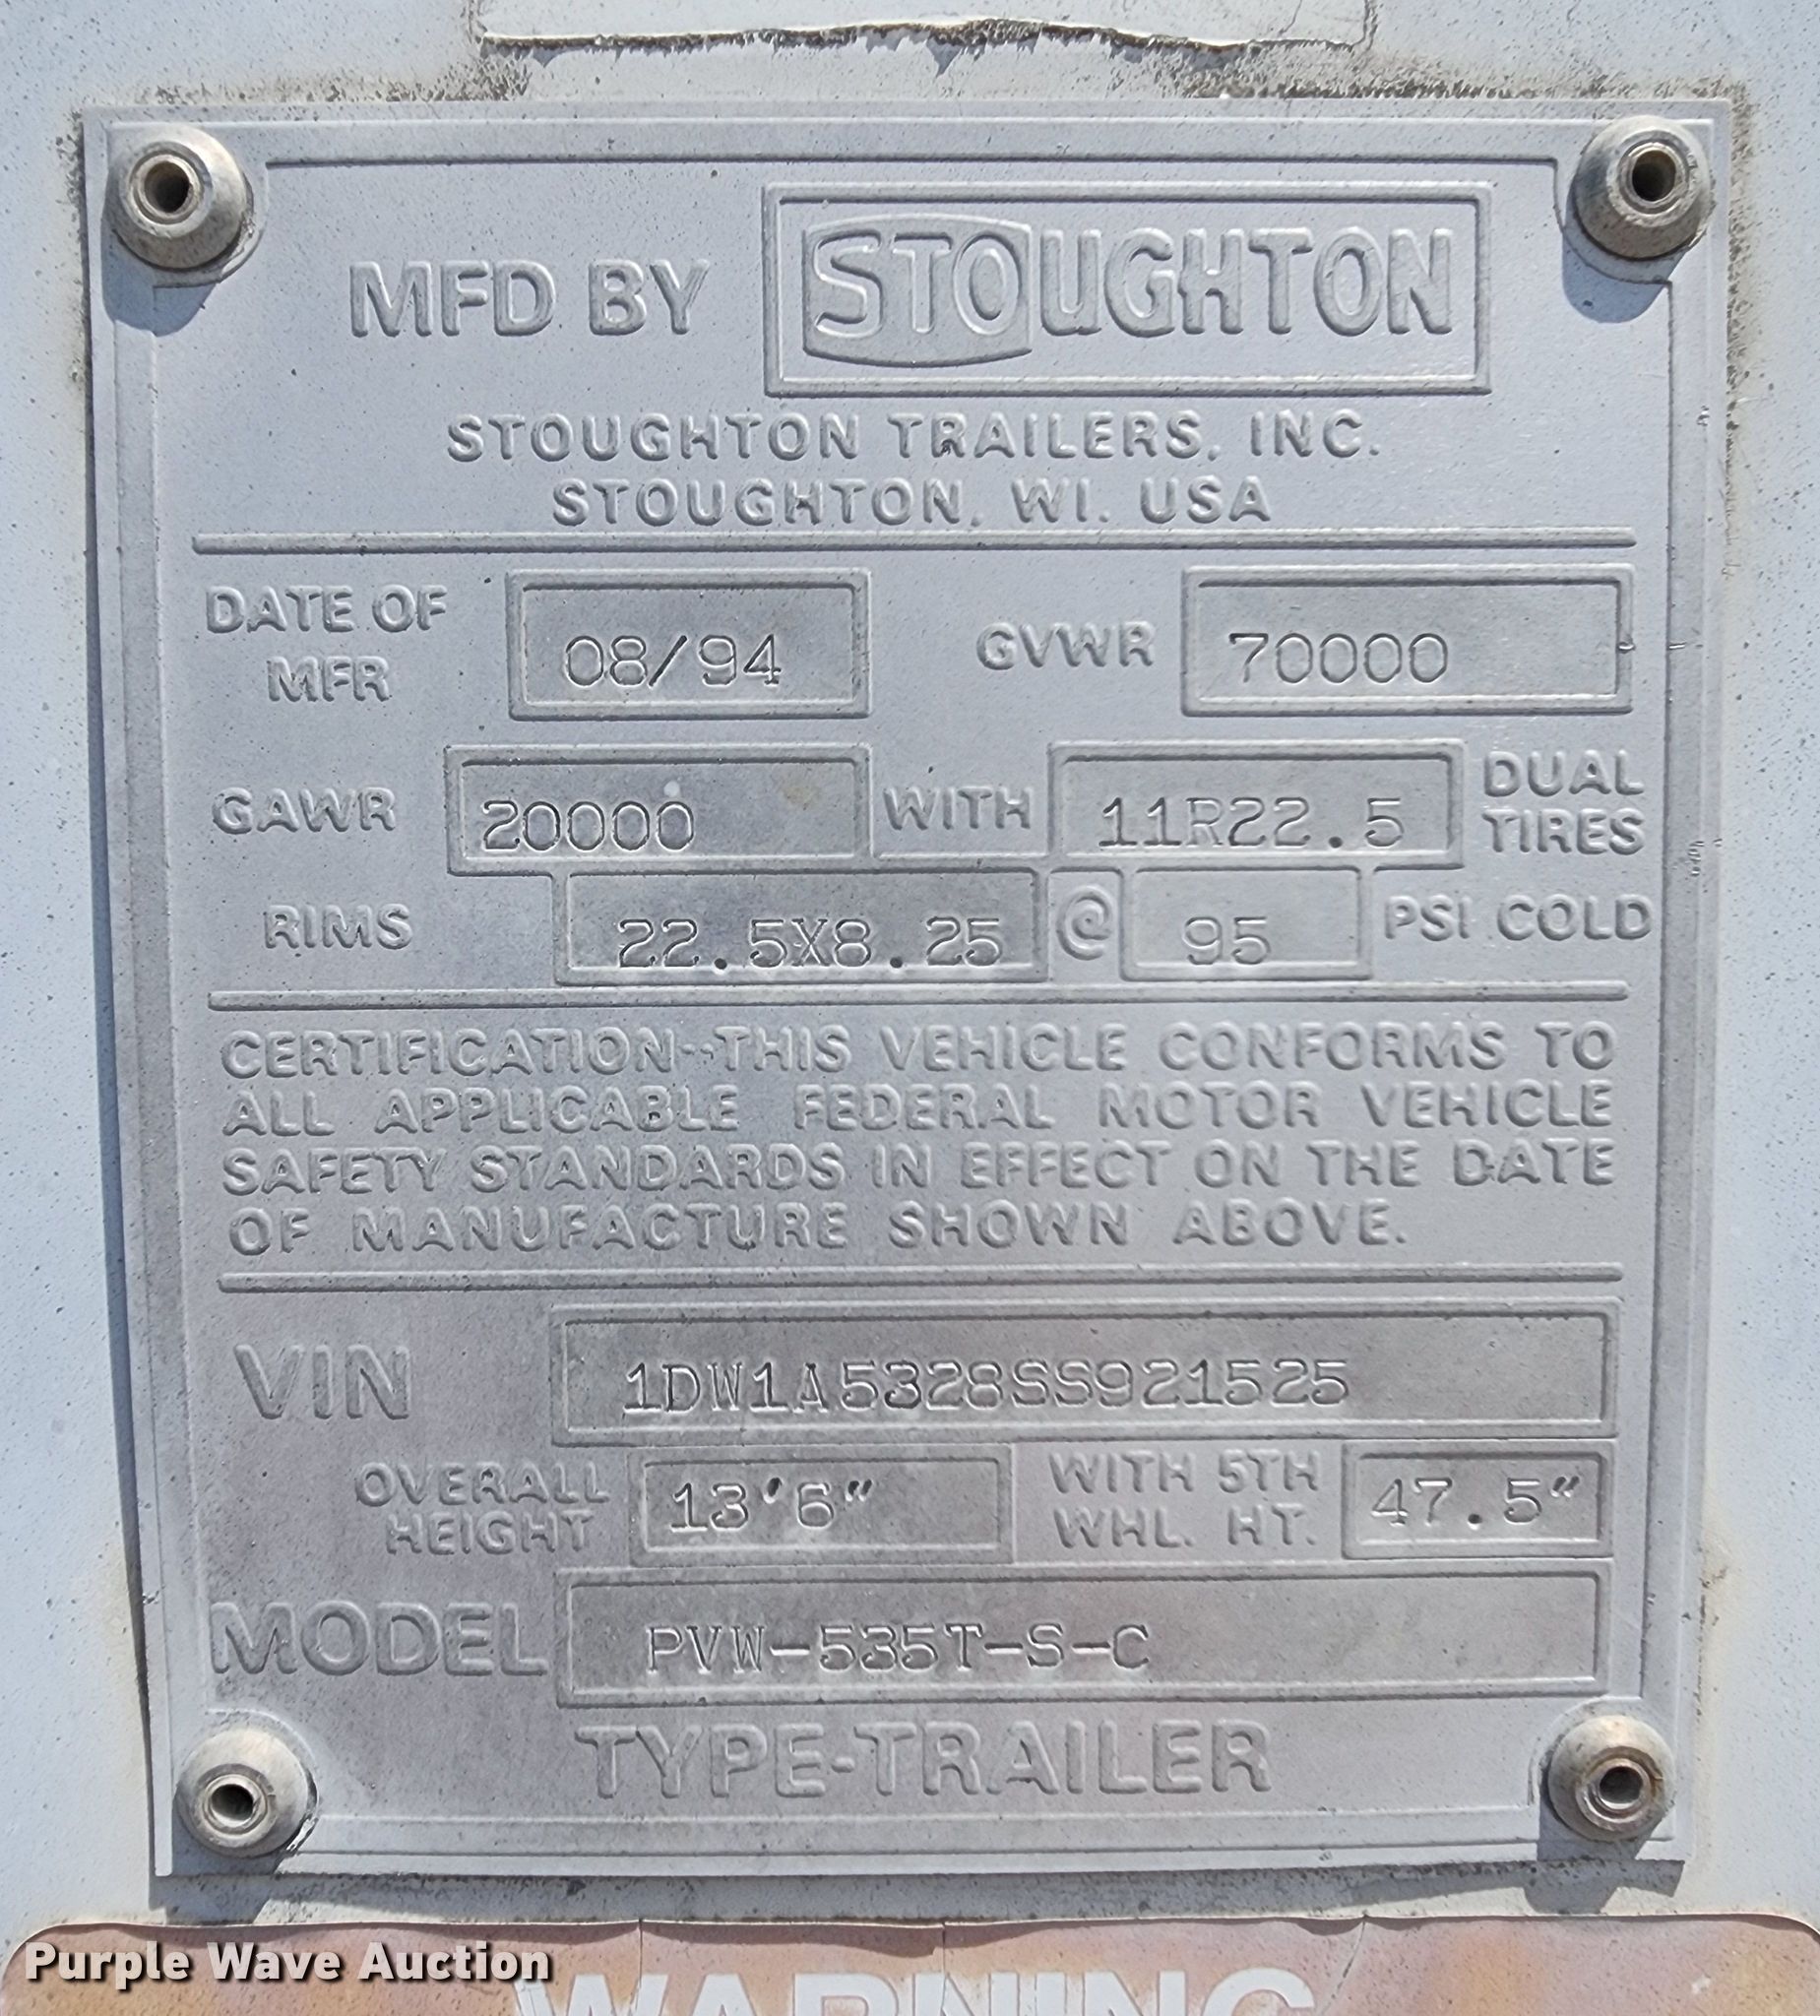 MFD BY STOUGHTON
STOUGHTON TRAILERS, INC.
STOUGHTON, WI. USA
DATE OF MFR 08/94 GVWR 70000
GAWR 20000 WITH 11R22.5 DUAL TIRES
RIMS 22.5X8.25 @ 95 PSI COLD
CERTIFICATION--THIS VEHICLE CONFORMS TO
ALL APPLICABLE FEDERAL MOTOR VEHICLE
SAFETY STANDARDS IN EFFECT ON THE DATE
OF MANUFACTURE SHOWN ABOVE.
VIN 1DW1A5328SS921525
OVERALL HEIGHT 13'6" WITH 5TH WHL. HT. 47.5"
MODEL PVW-535T-S-C
TYPE-TRAILER
Purple Wave Auction
WARNING